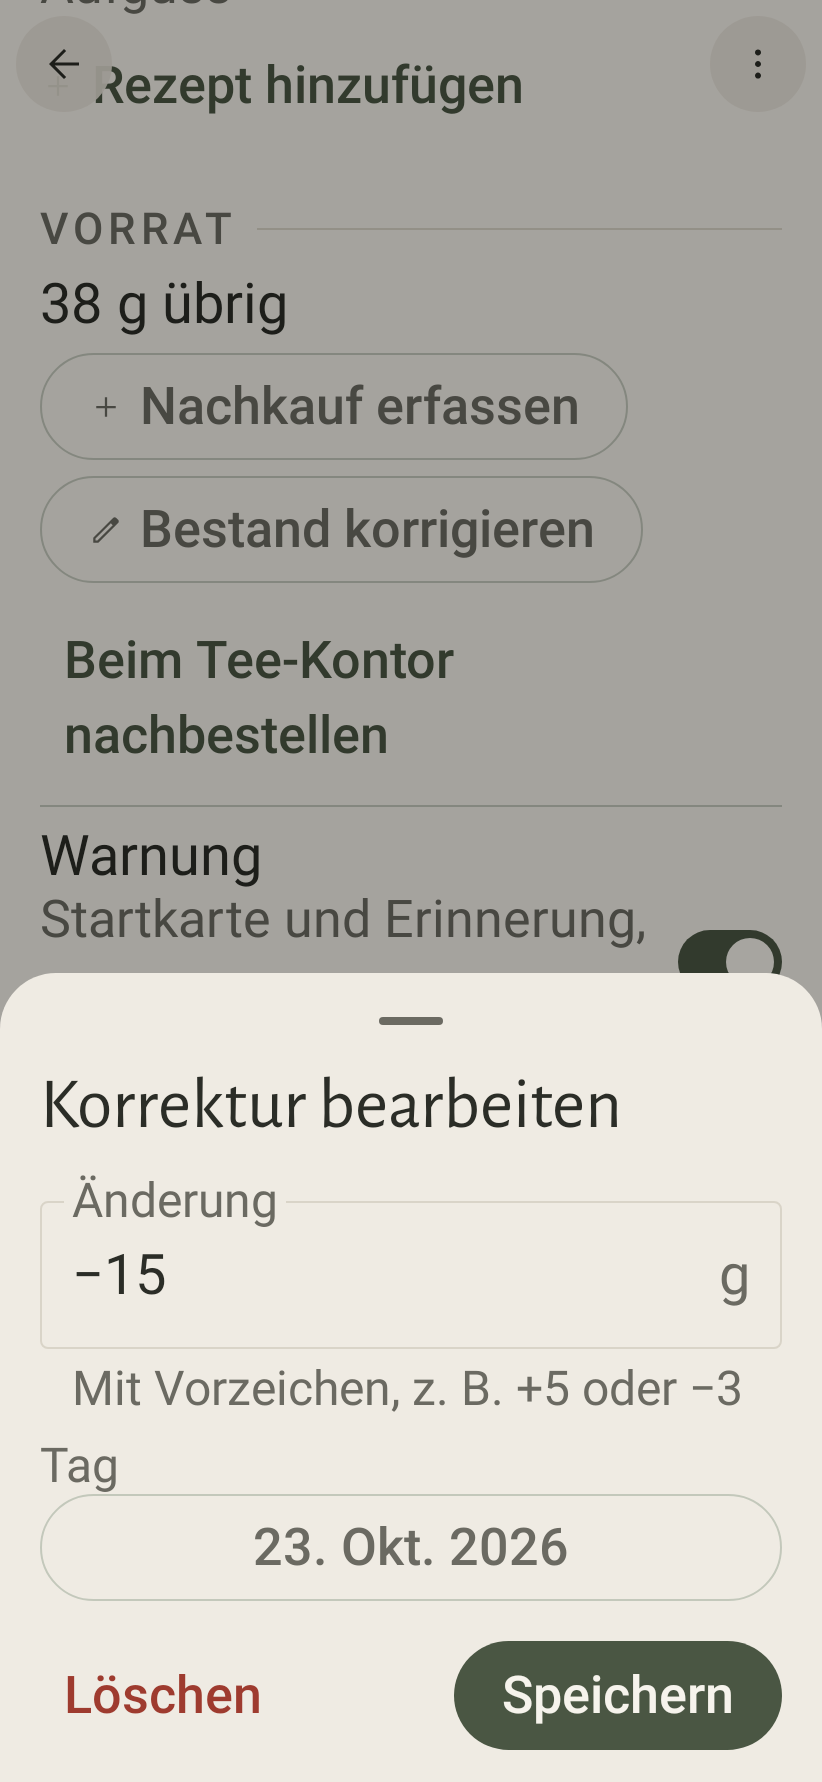 Rezept hinzufügen
VORRAT
38 g übrig
Nachkauf erfassen
Bestand korrigieren
Beim Tee-Kontor
nachbestellen
Warnung
Startkarte und Erinnerung,
Korrektur bearbeiten
Änderung
−15 g
Mit Vorzeichen, z. B. +5 oder −3
Tag
23. Okt. 2026
Löschen Speichern